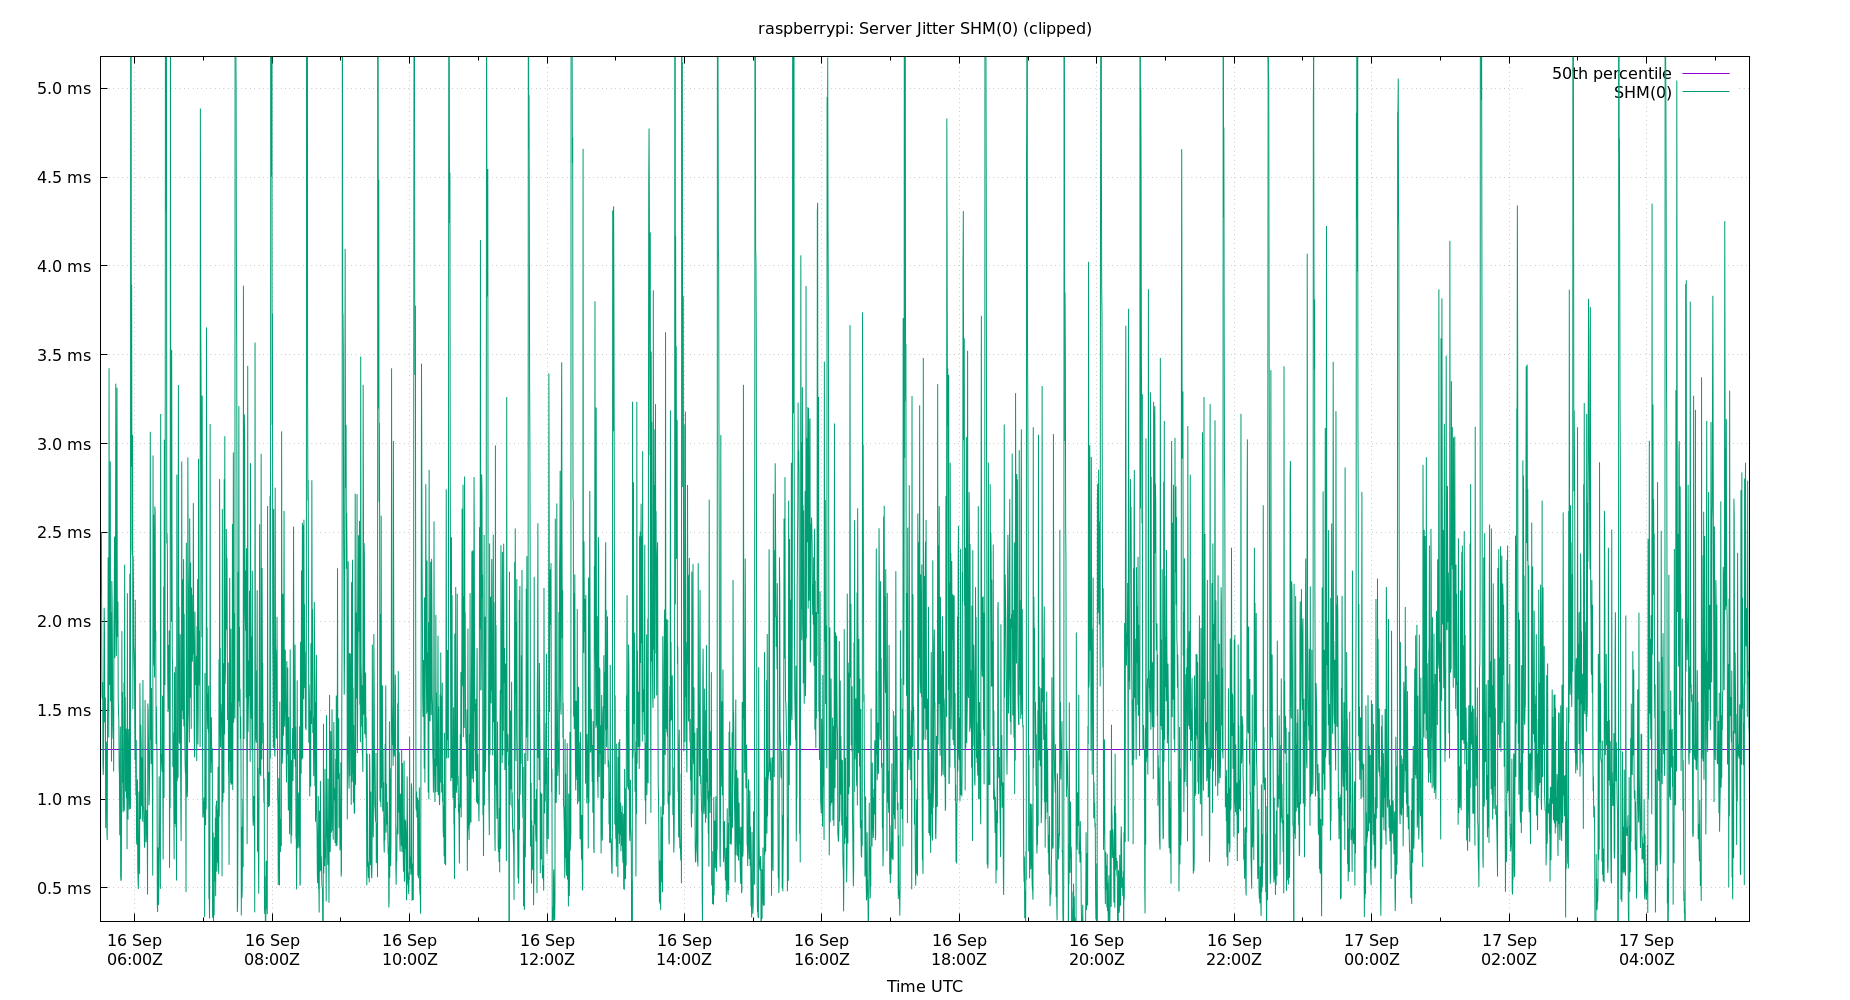 raspberrypi: Server Jitter SHM(0) (clipped)
50th percentile
SHM(0)
5.0 ms
4.5 ms
4.0 ms
3.5 ms
3.0 ms
2.5 ms
2.0 ms
1.5 ms
1.0 ms
0.5 ms
16 Sep 16 Sep 16 Sep 16 Sep 16 Sep 16 Sep 16 Sep 16 Sep 16 Sep 17 Sep 17 Sep 17 Sep
06:00Z 08:00Z 10:00Z 12:00Z 14:00Z 16:00Z 18:00Z 20:00Z 22:00Z 00:00Z 02:00Z 04:00Z
Time UTC